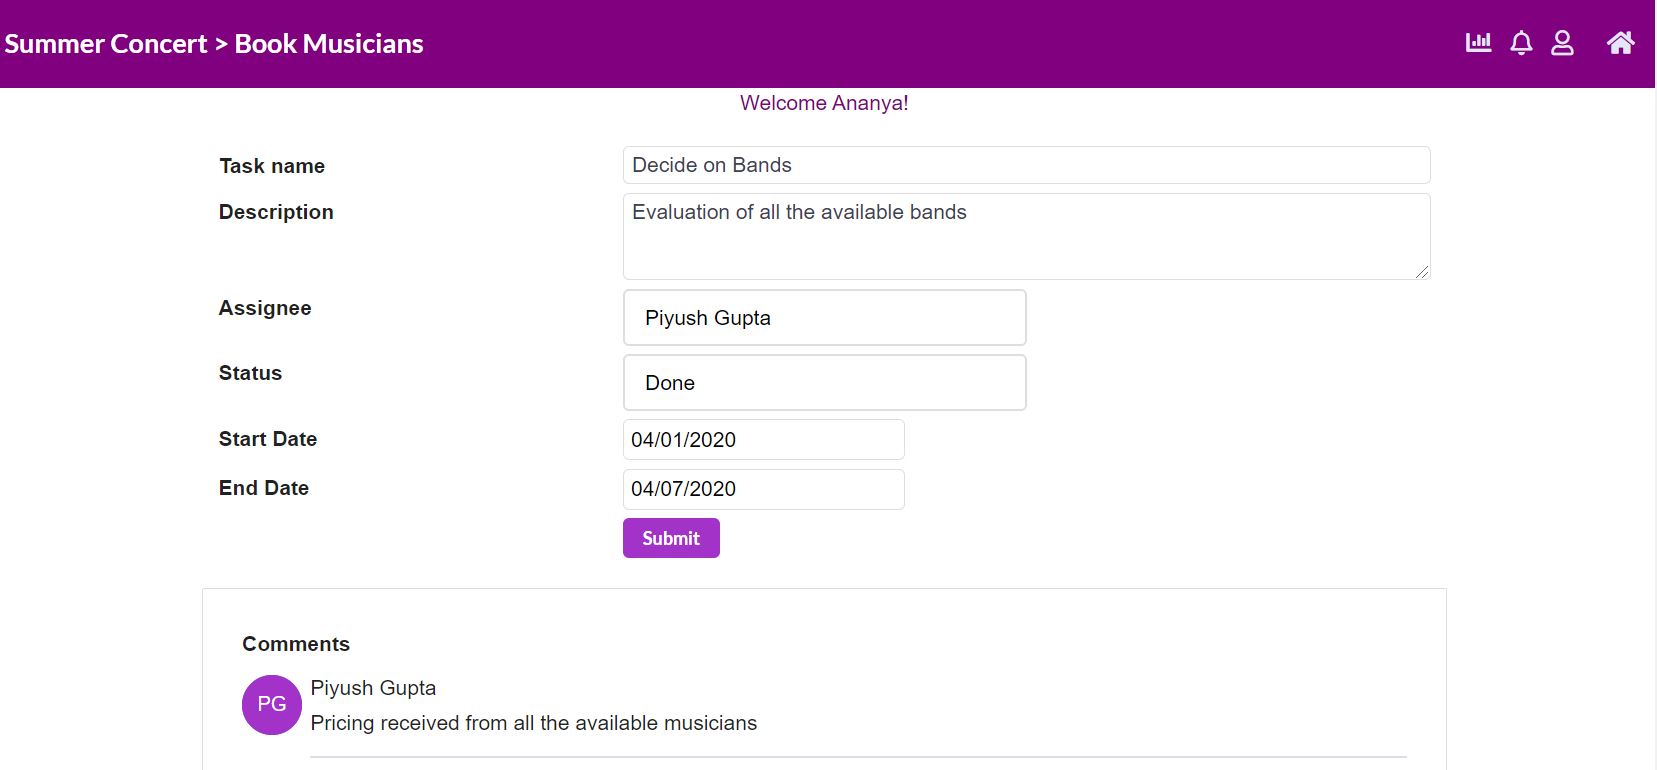 Summer Concert > Book Musicians
Welcome Ananya!
Task name
Decide on Bands
Description
Evaluation of all the available bands
Assignee
Piyush Gupta
Status
Done
Start Date
04/01/2020
End Date
04/07/2020
Submit
Comments
PG
Piyush Gupta
Pricing received from all the available musicians